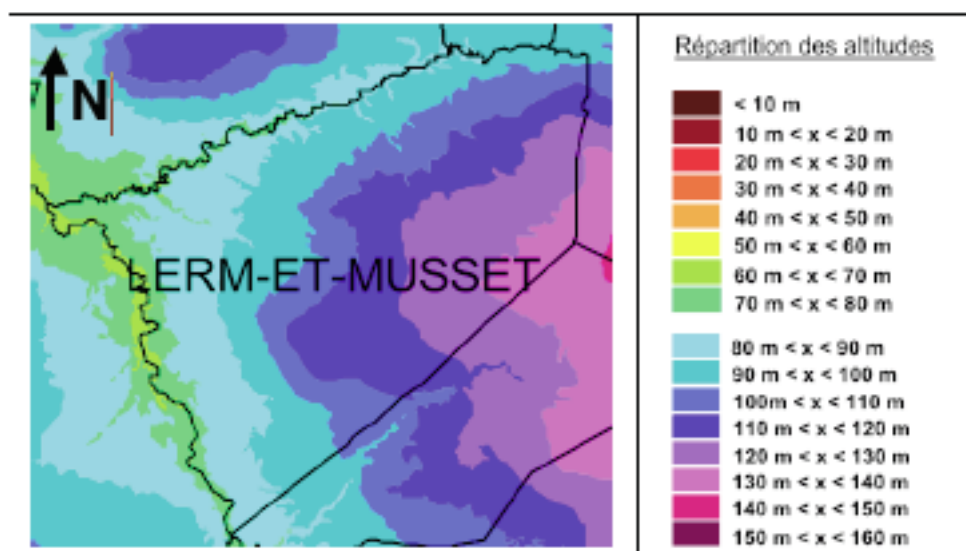 N
LERM-ET-MUSSET
Répartition des altitudes
< 10 m
10 m < x < 20 m
20 m < x < 30 m
30 m < x < 40 m
40 m < x < 50 m
50 m < x < 60 m
60 m < x < 70 m
70 m < x < 80 m
80 m < x < 90 m
90 m < x < 100 m
100m < x < 110 m
110 m < x < 120 m
120 m < x < 130 m
130 m < x < 140 m
140 m < x < 150 m
150 m < x < 160 m